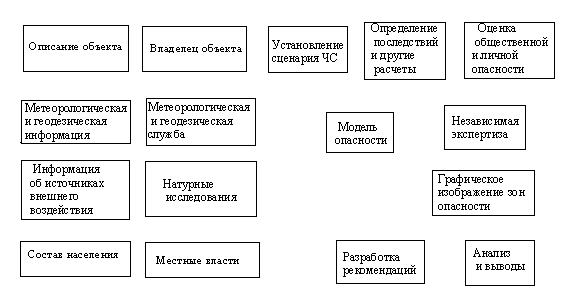 Описание объекта
Владелец объекта
Установление
сценария ЧС
Определение
последствий
и другие
расчеты
Оценка
общественной
и личной
опасности
Метеорологическая
и геодезическая
информация
Метеорологическая
и геодезическая
служба
Модель
опасности
Независимая
экспертиза
Информация
об источниках
внешнего
воздействия
Натурные
исследования
Графическое
изображение зон
опасности
Состав населения
Местные власти
Разработка
рекомендаций
Анализ
и выводы